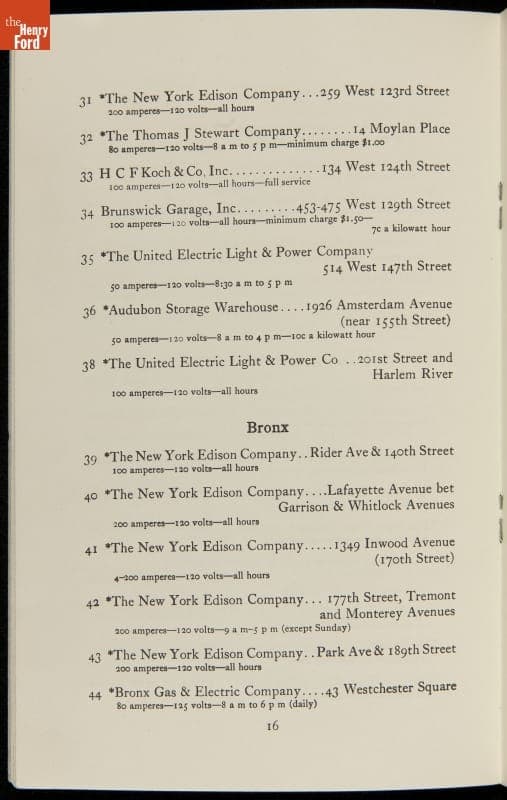 the
Henry
Ford
31 *The New York Edison Company...259 West 123rd Street
200 amperes—120 volts—all hours
32 *The Thomas J Stewart Company........14 Moylan Place
80 amperes—120 volts—8 a m to 5 p m—minimum charge $1.00
33 H C F Koch & Co, Inc.............134 West 124th Street
100 amperes—120 volts—all hours—full service
34 Brunswick Garage, Inc.........453-475 West 129th Street
100 amperes—120 volts—all hours—minimum charge $1.50—
7c a kilowatt hour
35 *The United Electric Light & Power Company
514 West 147th Street
50 amperes—120 volts—8:30 a m to 5 p m
36 *Audubon Storage Warehouse....1926 Amsterdam Avenue
(near 155th Street)
50 amperes—120 volts—8 a m to 4 p m—10c a kilowatt hour
38 *The United Electric Light & Power Co ..201st Street and
Harlem River
100 amperes—120 volts—all hours
Bronx
39 *The New York Edison Company..Rider Ave & 140th Street
100 amperes—120 volts—all hours
40 *The New York Edison Company....Lafayette Avenue bet
Garrison & Whitlock Avenues
200 amperes—120 volts—all hours
41 *The New York Edison Company.....1349 Inwood Avenue
(170th Street)
4-200 amperes—120 volts—all hours
42 *The New York Edison Company... 177th Street, Tremont
and Monterey Avenues
200 amperes—120 volts—9 a m-5 p m (except Sunday)
43 *The New York Edison Company..Park Ave & 189th Street
200 amperes—120 volts—all hours
44 *Bronx Gas & Electric Company....43 Westchester Square
80 amperes—125 volts—8 a m to 6 p m (daily)
16